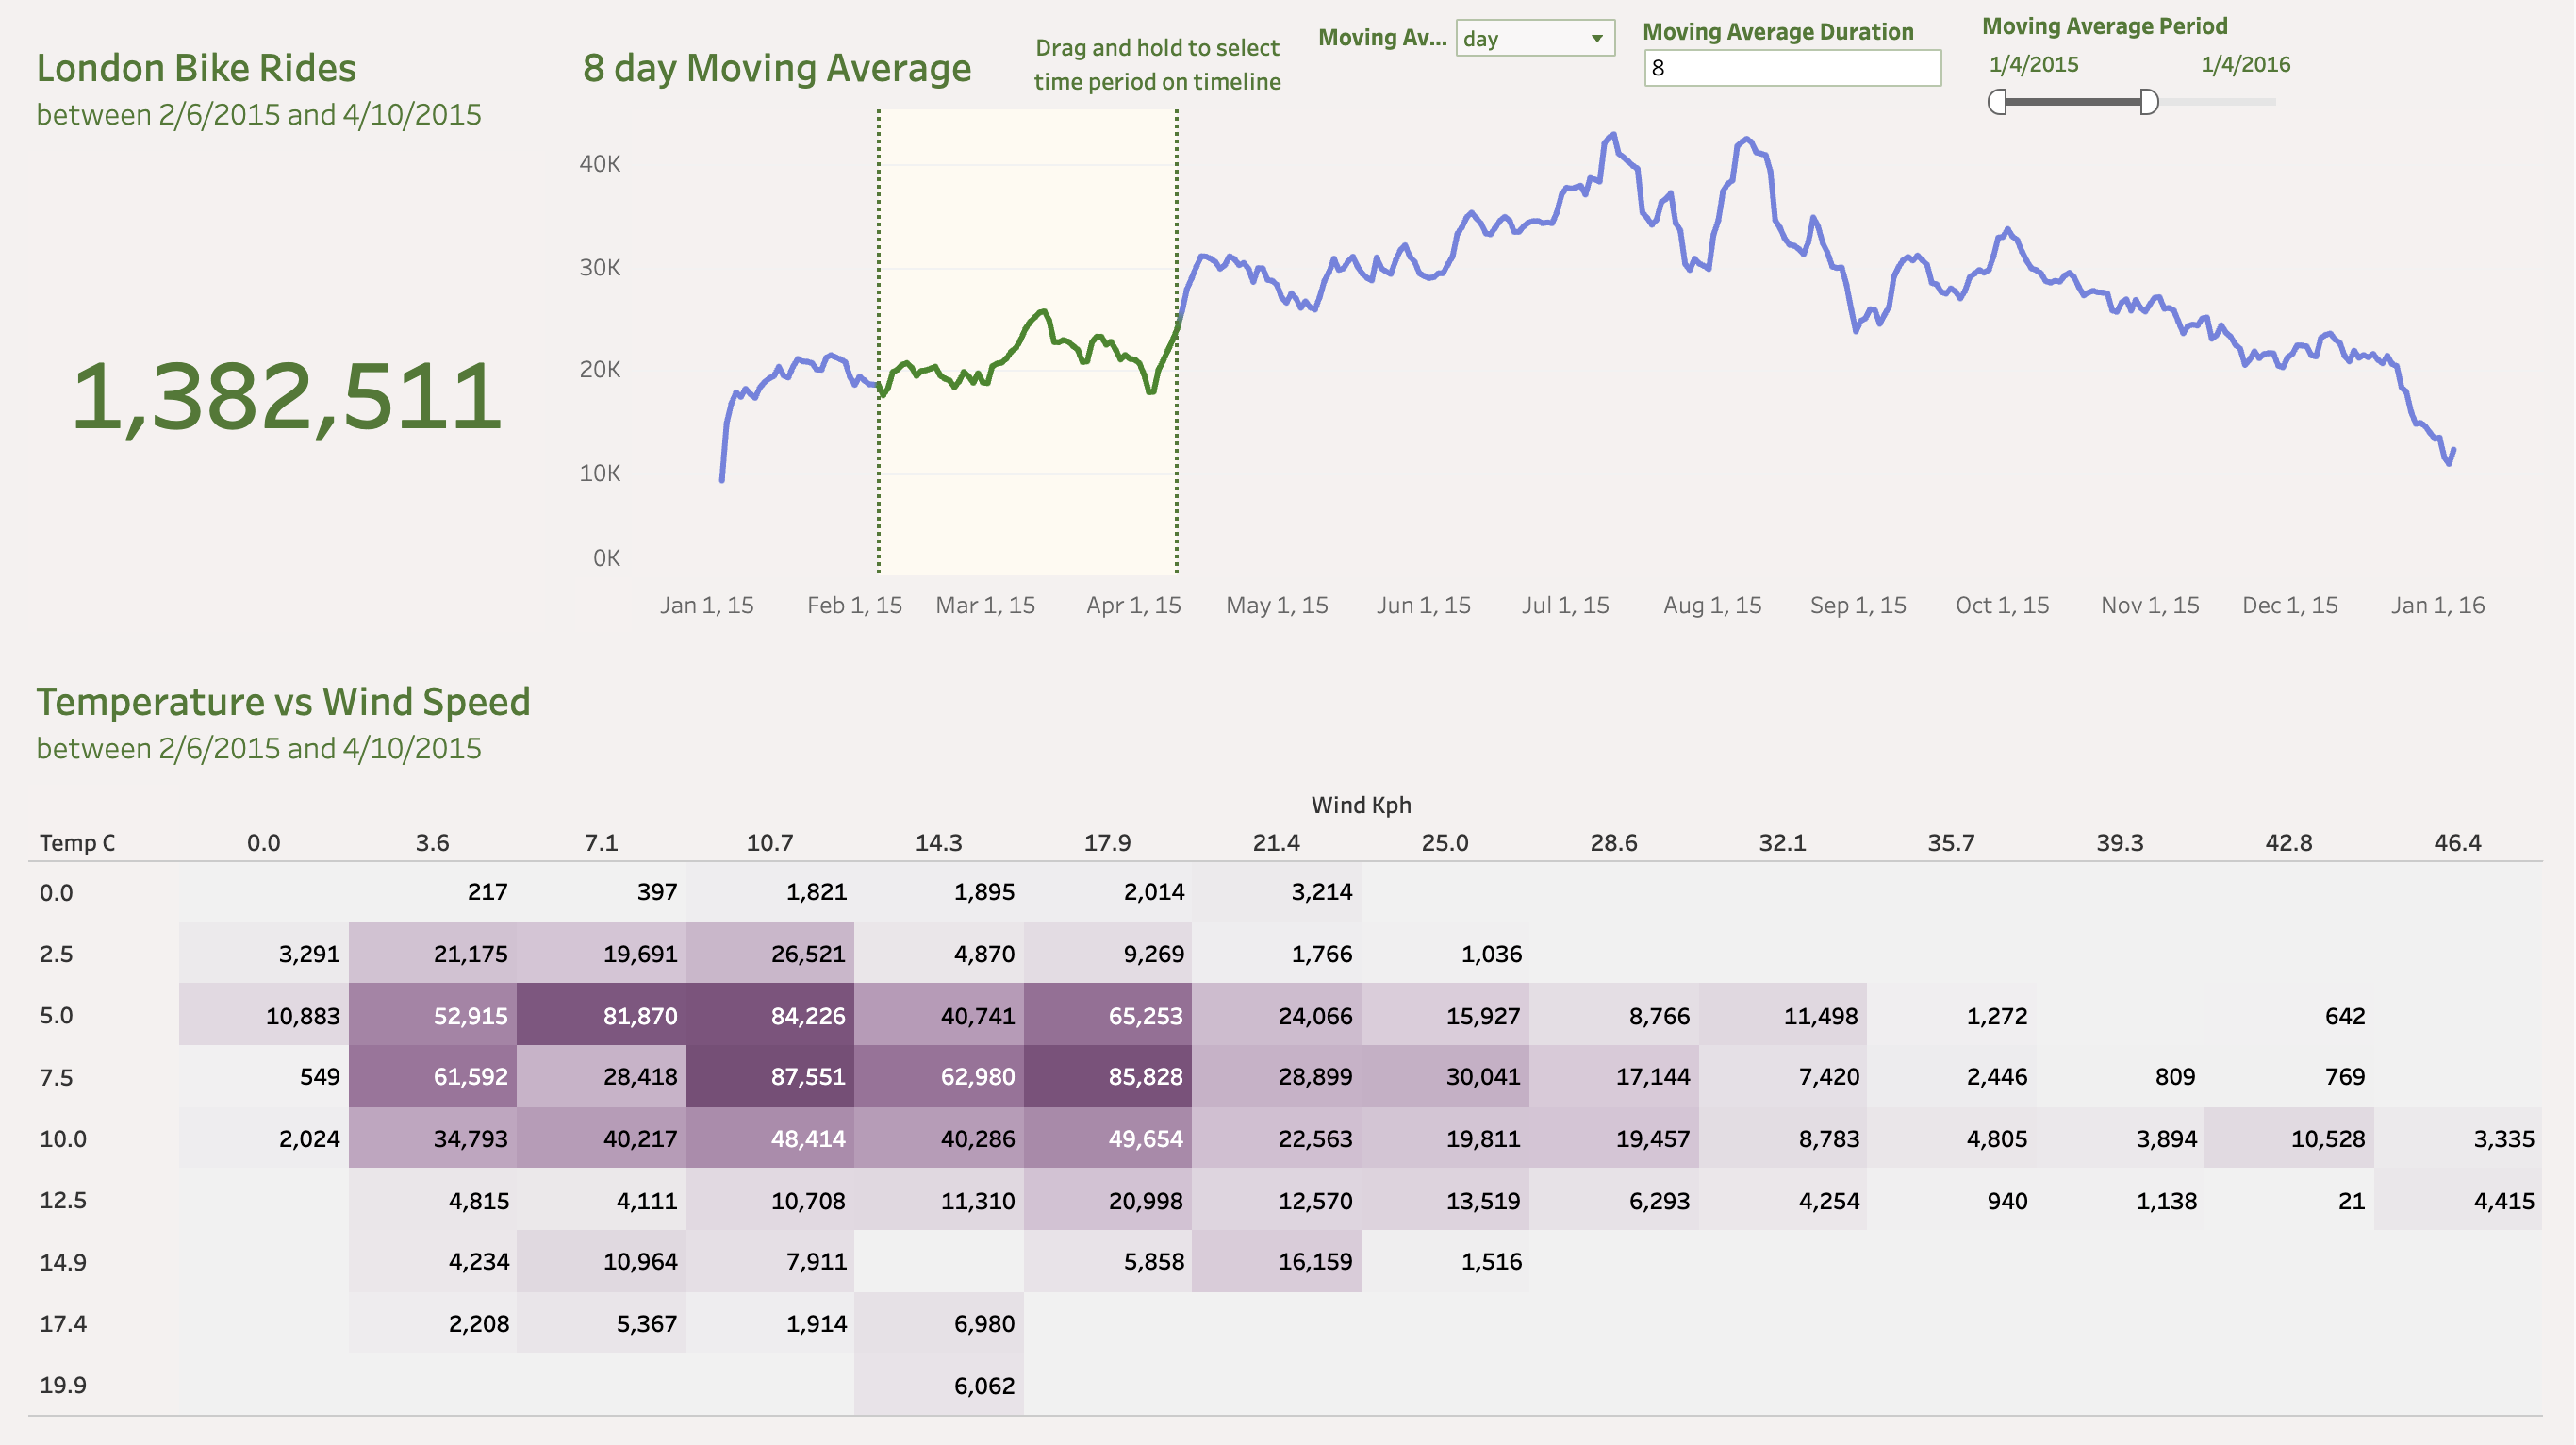 London Bike Rides
between 2/6/2015 and 4/10/2015
1,382,511
8 day Moving Average
Drag and hold to select
time period on timeline
Moving Av... day
Moving Average Duration
8
Moving Average Period
1/4/2015 1/4/2016
40K
30K
20K
10K
0K
Jan 1, 15 Feb 1, 15 Mar 1, 15 Apr 1, 15 May 1, 15 Jun 1, 15 Jul 1, 15 Aug 1, 15 Sep 1, 15 Oct 1, 15 Nov 1, 15 Dec 1, 15 Jan 1, 16
Temperature vs Wind Speed
between 2/6/2015 and 4/10/2015
Wind Kph
Temp C 0.0 3.6 7.1 10.7 14.3 17.9 21.4 25.0 28.6 32.1 35.7 39.3 42.8 46.4
0.0 217 397 1,821 1,895 2,014 3,214
2.5 3,291 21,175 19,691 26,521 4,870 9,269 1,766 1,036
5.0 10,883 52,915 81,870 84,226 40,741 65,253 24,066 15,927 8,766 11,498 1,272 642
7.5 549 61,592 28,418 87,551 62,980 85,828 28,899 30,041 17,144 7,420 2,446 809 769
10.0 2,024 34,793 40,217 48,414 40,286 49,654 22,563 19,811 19,457 8,783 4,805 3,894 10,528 3,335
12.5 4,815 4,111 10,708 11,310 20,998 12,570 13,519 6,293 4,254 940 1,138 21 4,415
14.9 4,234 10,964 7,911 5,858 16,159 1,516
17.4 2,208 5,367 1,914 6,980
19.9 6,062